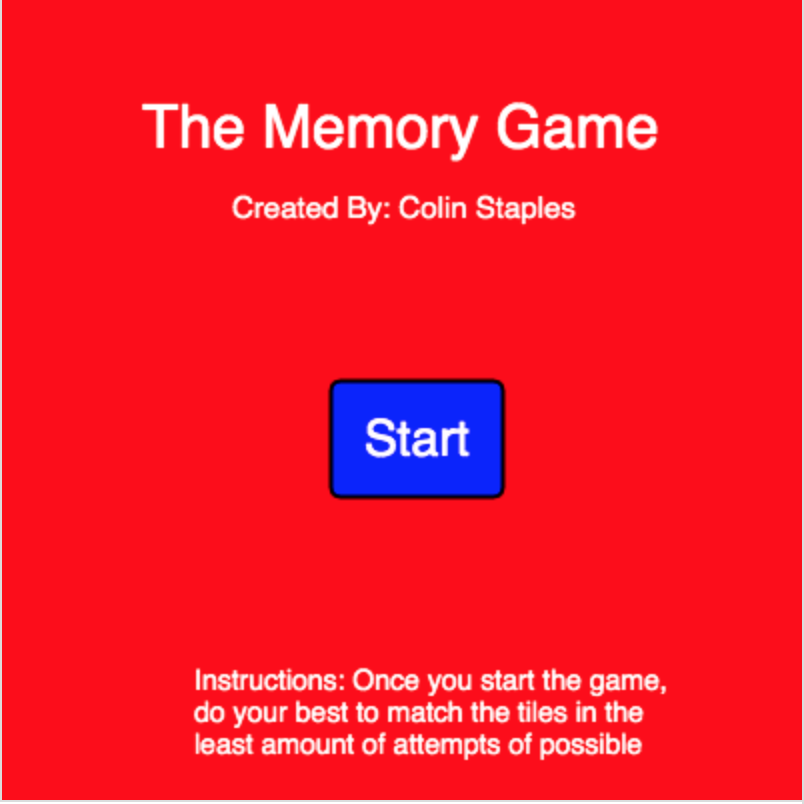 The Memory Game
Created By: Colin Staples
Start
Instructions: Once you start the game,
do your best to match the tiles in the
least amount of attempts of possible